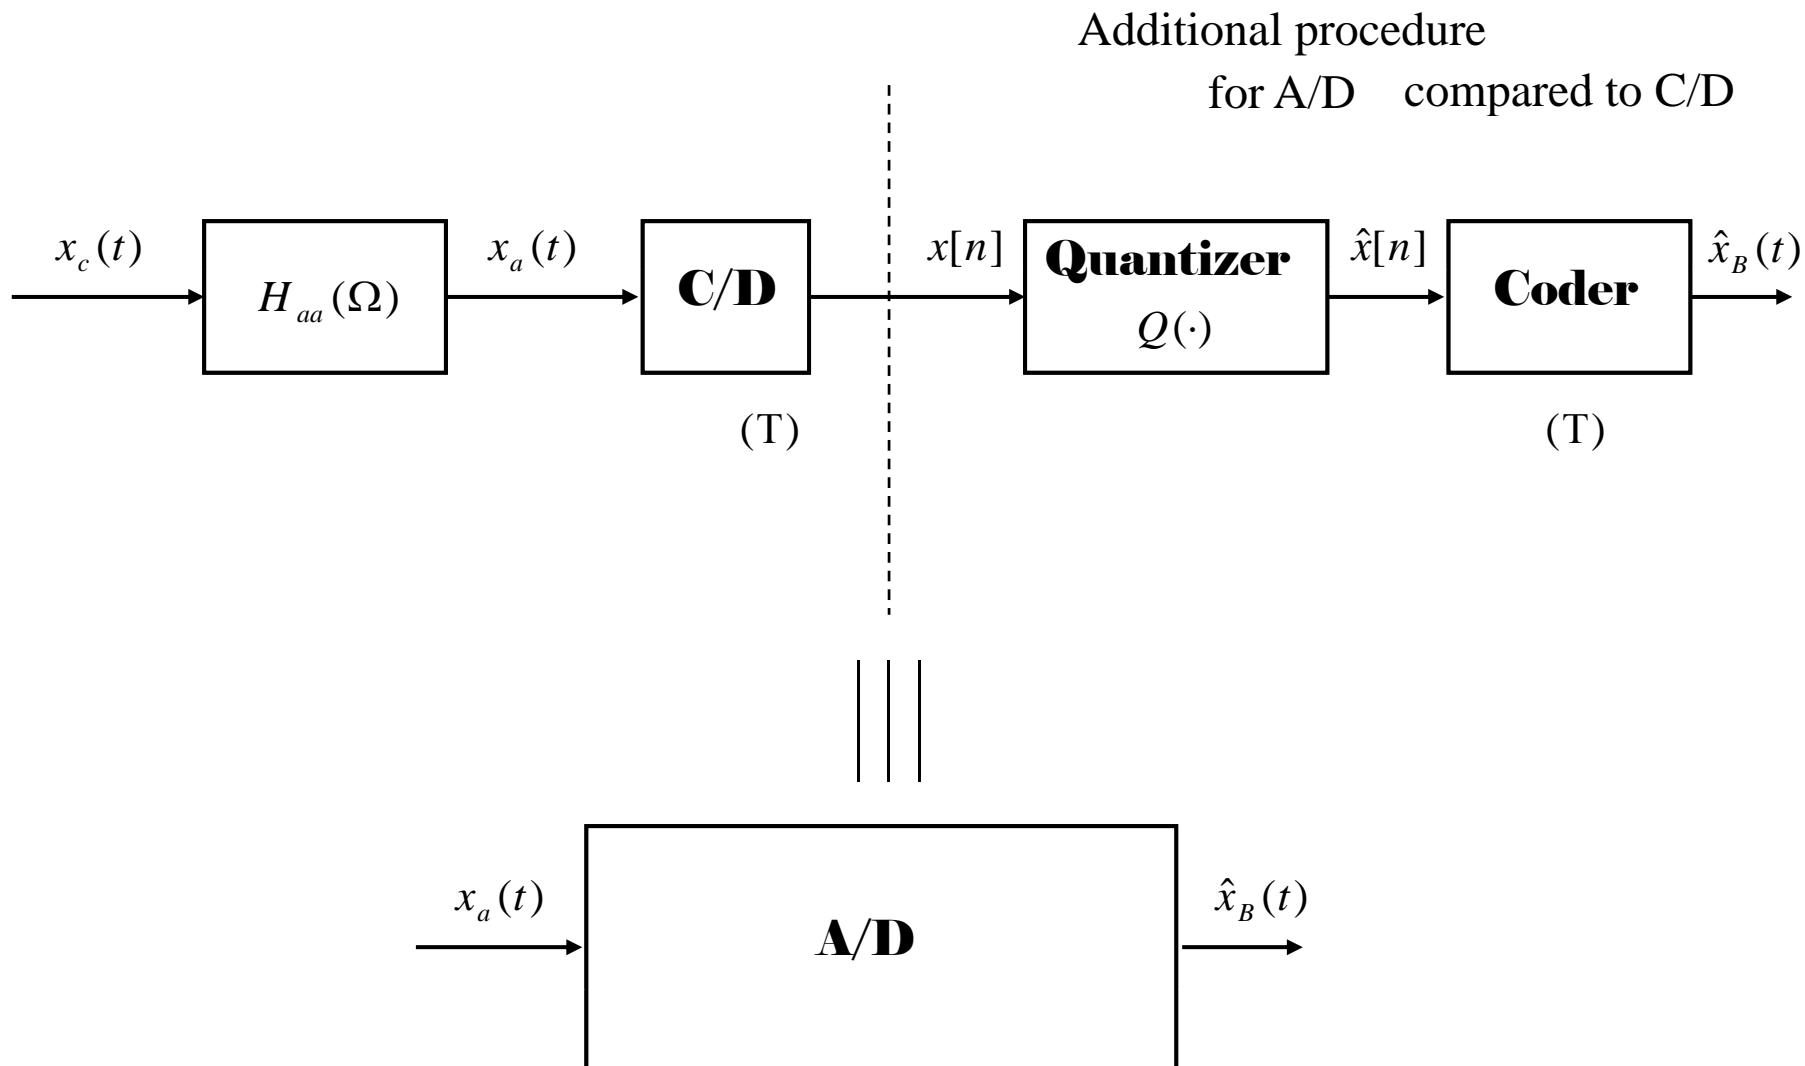 Additional procedure
for A/D compared to C/D
x_c(t)
H_aa(Ω)
x_a(t)
C/D
(T)
x[n]
Quantizer
Q(·)
x̂[n]
Coder
(T)
x̂_B(t)
x_a(t)
A/D
x̂_B(t)